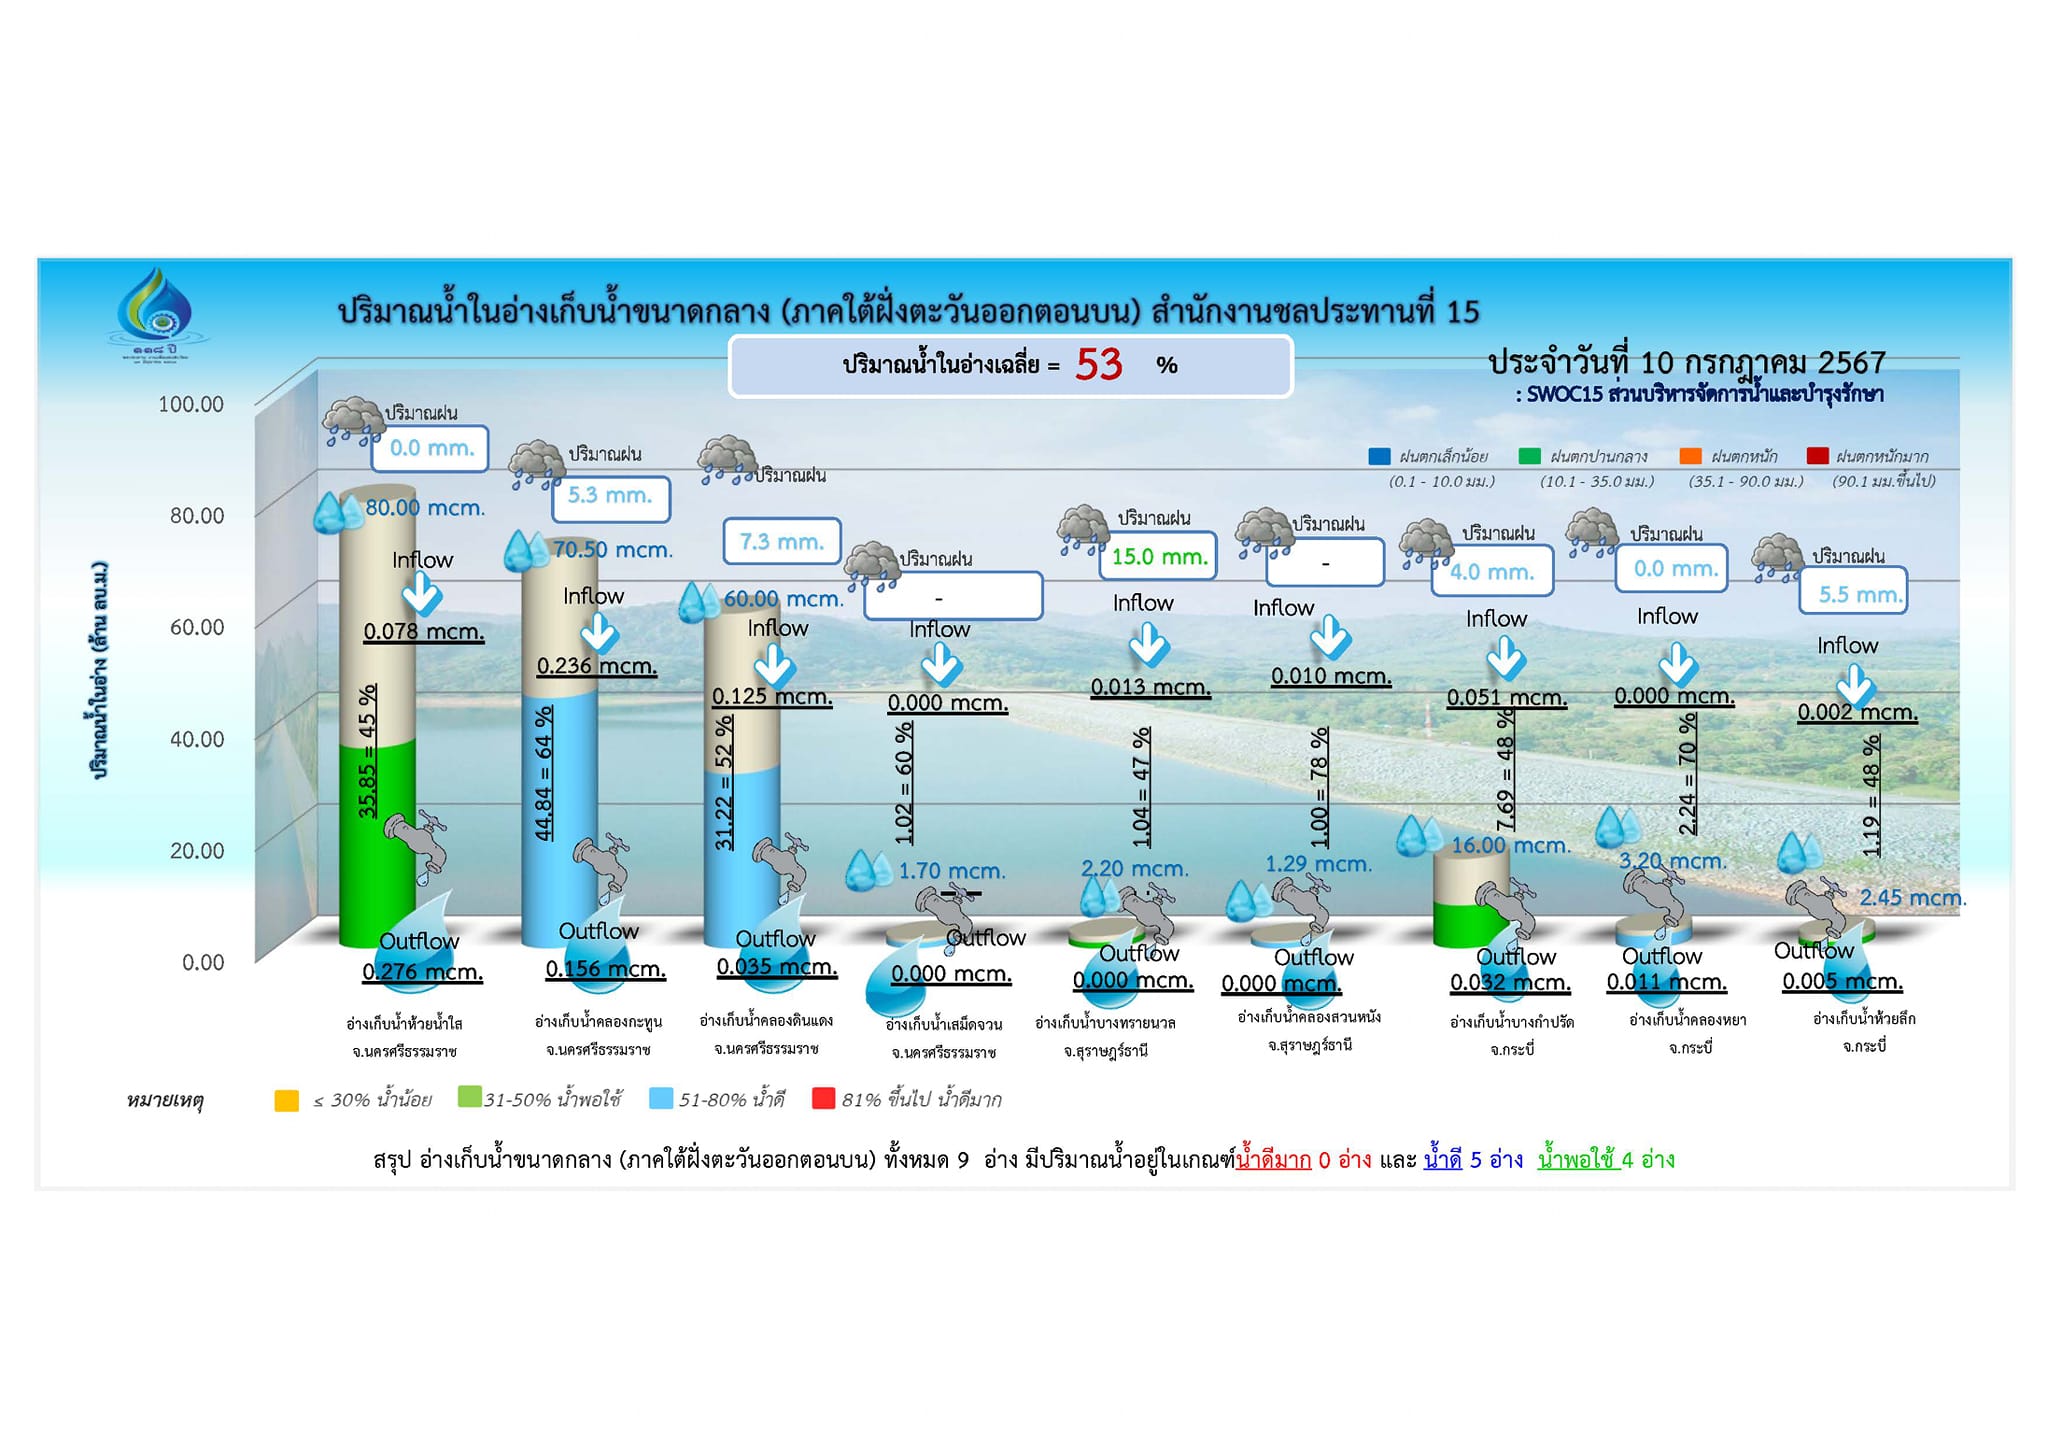 ปริมาณน้ำในอ่างเก็บน้ำขนาดกลาง (ภาคใต้ฝั่งตะวันออกตอนบน) สำนักงานชลประทานที่ 15
๑๑๘ ปี
ปริมาณน้ำในอ่างเฉลี่ย = 53 %
ประจำวันที่ 10 กรกฎาคม 2567
: SWOC15 ส่วนบริหารจัดการน้ำและบำรุงรักษา
ฝนตกเล็กน้อย ฝนตกปานกลาง ฝนตกหนัก ฝนตกหนักมาก
(0.1 - 10.0 มม.) (10.1 - 35.0 มม.) (35.1 - 90.0 มม.) (90.1 มม.ขึ้นไป)
ปริมาณน้ำในอ่าง (ล้าน ลบ.ม.)
100.00
80.00
60.00
40.00
20.00
0.00
ปริมาณฝน
0.0 mm.
80.00 mcm.
Inflow
0.078 mcm.
35.85 = 45 %
Outflow
0.276 mcm.
อ่างเก็บน้ำห้วยน้ำใส
จ.นครศรีธรรมราช
ปริมาณฝน
5.3 mm.
70.50 mcm.
Inflow
0.236 mcm.
44.84 = 64 %
Outflow
0.156 mcm.
อ่างเก็บน้ำคลองกะทูน
จ.นครศรีธรรมราช
ปริมาณฝน
7.3 mm.
60.00 mcm.
Inflow
0.125 mcm.
31.22 = 52 %
Outflow
0.035 mcm.
อ่างเก็บน้ำคลองดินแดง
จ.นครศรีธรรมราช
ปริมาณฝน
-
Inflow
0.000 mcm.
1.02 = 60 %
1.70 mcm.
Outflow
0.000 mcm.
อ่างเก็บน้ำเสม็ดจวน
จ.นครศรีธรรมราช
ปริมาณฝน
15.0 mm.
Inflow
0.013 mcm.
1.04 = 47 %
2.20 mcm.
Outflow
0.000 mcm.
อ่างเก็บน้ำบางทรายนวล
จ.สุราษฎร์ธานี
ปริมาณฝน
-
Inflow
0.010 mcm.
1.00 = 78 %
1.29 mcm.
Outflow
0.000 mcm.
อ่างเก็บน้ำคลองสวนหนัง
จ.สุราษฎร์ธานี
ปริมาณฝน
4.0 mm.
Inflow
0.051 mcm.
7.69 = 48 %
16.00 mcm.
Outflow
0.032 mcm.
อ่างเก็บน้ำบางกำปรัด
จ.กระบี่
ปริมาณฝน
0.0 mm.
Inflow
0.000 mcm.
2.24 = 70 %
3.20 mcm.
Outflow
0.011 mcm.
อ่างเก็บน้ำคลองหยา
จ.กระบี่
ปริมาณฝน
5.5 mm.
Inflow
0.002 mcm.
1.19 = 48 %
2.45 mcm.
Outflow
0.005 mcm.
อ่างเก็บน้ำห้วยลึก
จ.กระบี่
หมายเหตุ ≤ 30% น้ำน้อย 31-50% น้ำพอใช้ 51-80% น้ำดี 81% ขึ้นไป น้ำดีมาก
สรุป อ่างเก็บน้ำขนาดกลาง (ภาคใต้ฝั่งตะวันออกตอนบน) ทั้งหมด 9 อ่าง มีปริมาณน้ำอยู่ในเกณฑ์น้ำดีมาก 0 อ่าง และ น้ำดี 5 อ่าง น้ำพอใช้ 4 อ่าง